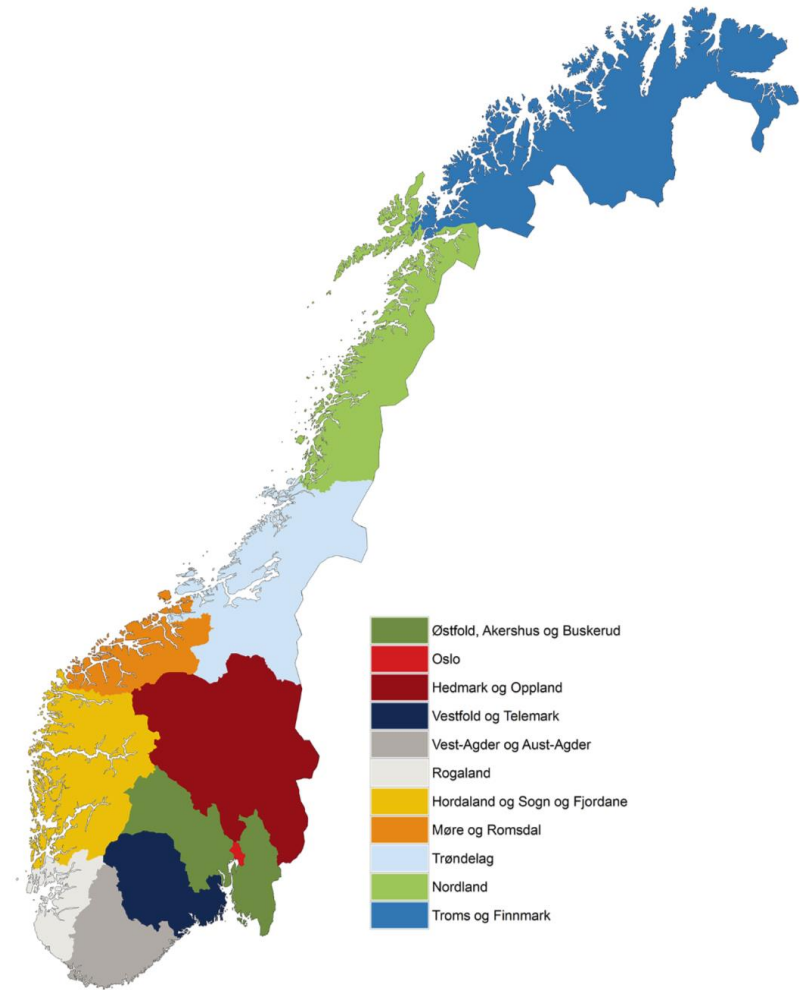 Østfold, Akershus og Buskerud
Oslo
Hedmark og Oppland
Vestfold og Telemark
Vest-Agder og Aust-Agder
Rogaland
Hordaland og Sogn og Fjordane
Møre og Romsdal
Trøndelag
Nordland
Troms og Finnmark